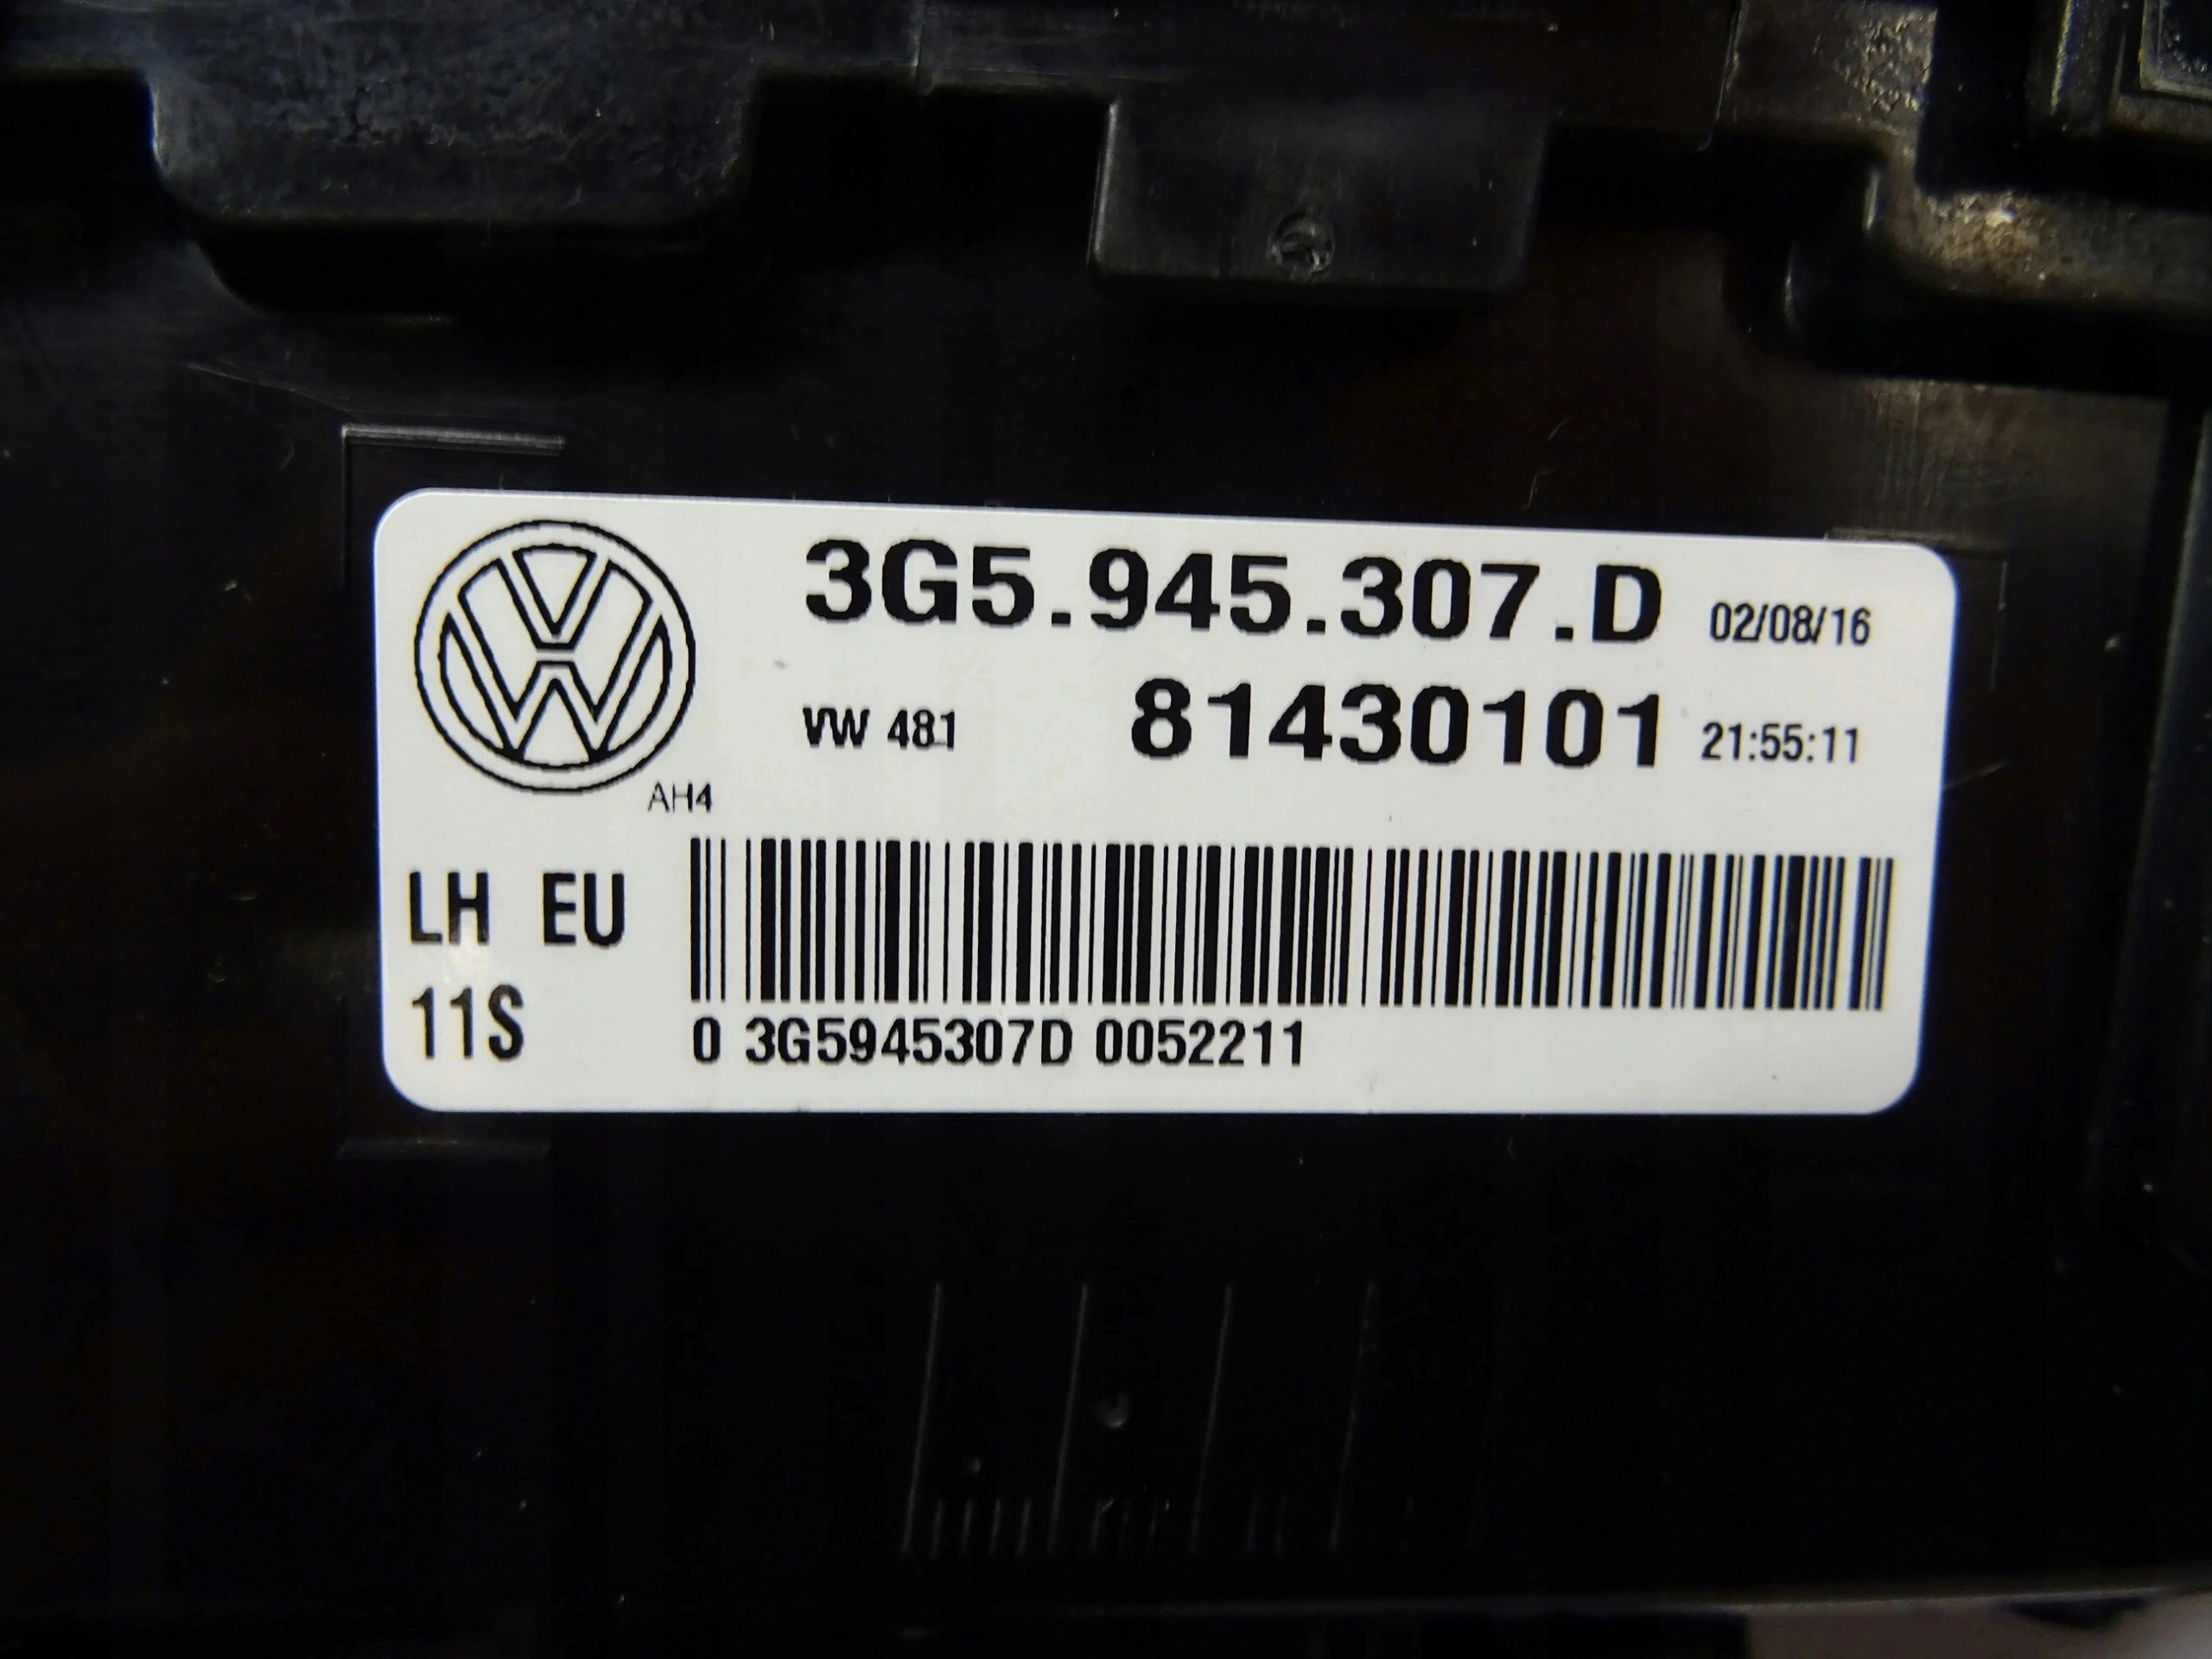 3G5.945.307.D 02/08/16
VW 481 81430101 21:55:11
AH4
LH EU
11S
0 3G5945307D 0052211